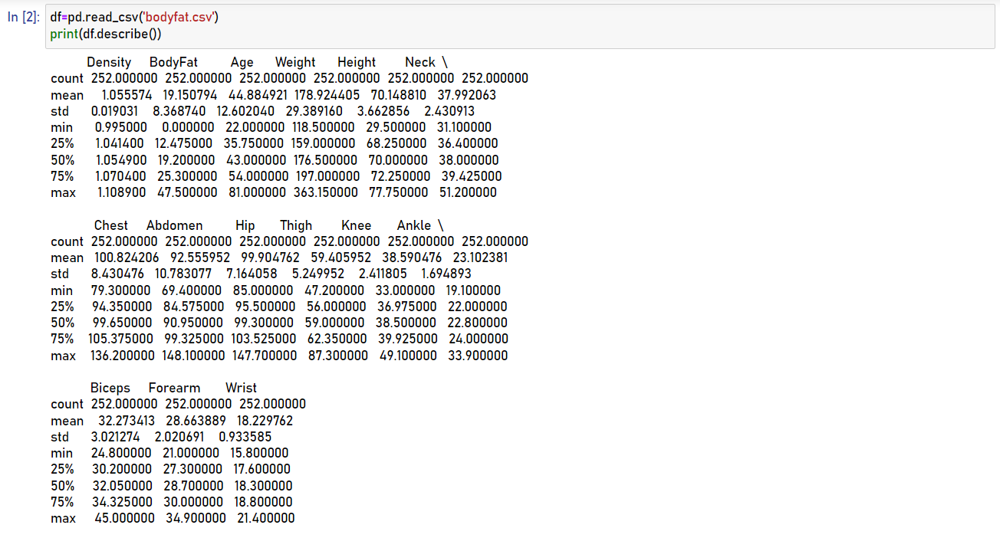 In [2]: df=pd.read_csv('bodyfat.csv')
print(df.describe())
Density BodyFat Age Weight Height Neck \
count 252.000000 252.000000 252.000000 252.000000 252.000000 252.000000
mean 1.055574 19.150794 44.884921 178.924405 70.148810 37.992063
std 0.019031 8.368740 12.602040 29.389160 3.662856 2.430913
min 0.995000 0.000000 22.000000 118.500000 29.500000 31.100000
25% 1.041400 12.475000 35.750000 159.000000 68.250000 36.400000
50% 1.054900 19.200000 43.000000 176.500000 70.000000 38.000000
75% 1.070400 25.300000 54.000000 197.000000 72.250000 39.425000
max 1.108900 47.500000 81.000000 363.150000 77.750000 51.200000
Chest Abdomen Hip Thigh Knee Ankle \
count 252.000000 252.000000 252.000000 252.000000 252.000000 252.000000
mean 100.824206 92.555952 99.904762 59.405952 38.590476 23.102381
std 8.430476 10.783077 7.164058 5.249952 2.411805 1.694893
min 79.300000 69.400000 85.000000 47.200000 33.000000 19.100000
25% 94.350000 84.575000 95.500000 56.000000 36.975000 22.000000
50% 99.650000 90.950000 99.300000 59.000000 38.500000 22.800000
75% 105.375000 99.325000 103.525000 62.350000 39.925000 24.000000
max 136.200000 148.100000 147.700000 87.300000 49.100000 33.900000
Biceps Forearm Wrist
count 252.000000 252.000000 252.000000
mean 32.273413 28.663889 18.229762
std 3.021274 2.020691 0.933585
min 24.800000 21.000000 15.800000
25% 30.200000 27.300000 17.600000
50% 32.050000 28.700000 18.300000
75% 34.325000 30.000000 18.800000
max 45.000000 34.900000 21.400000